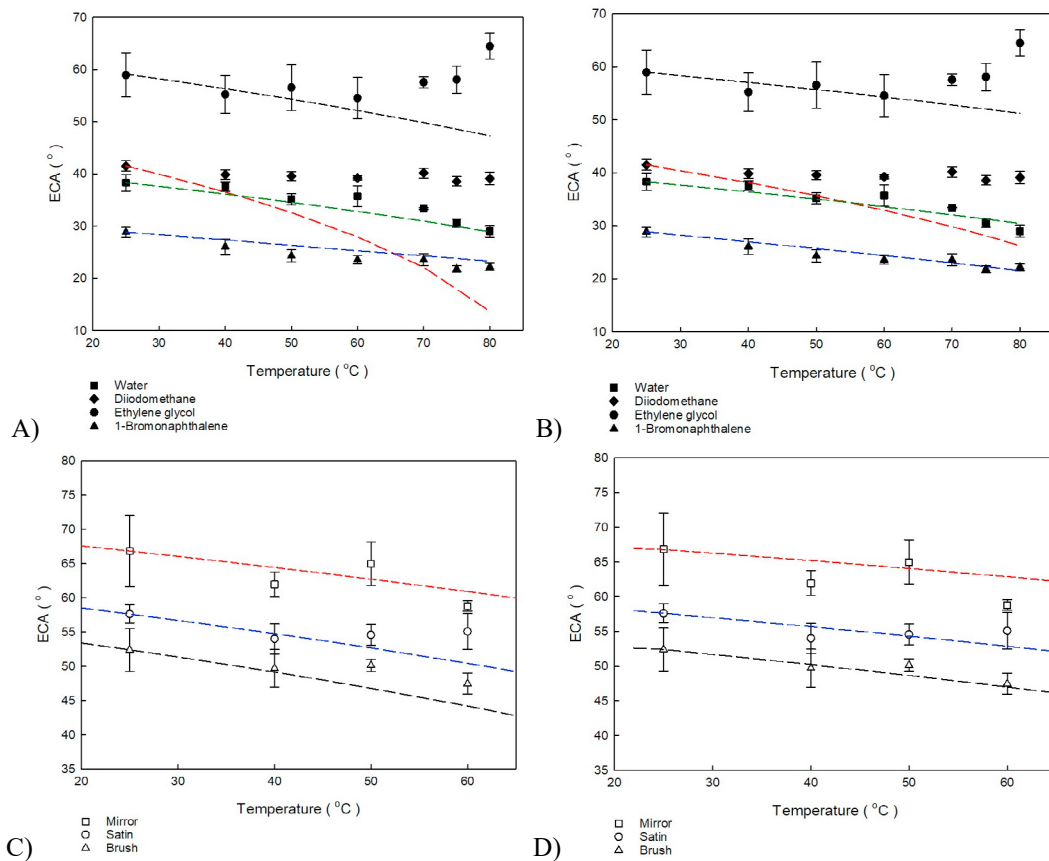 70
60
50
40
30
20
10
ECA ( ° )
20 30 40 50 60 70 80
Temperature ( °C )
Water
Diiodomethane
Ethylene glycol
1-Bromonaphthalene
A)
70
60
50
40
30
20
10
ECA ( ° )
20 30 40 50 60 70 80
Temperature ( °C )
Water
Diiodomethane
Ethylene glycol
1-Bromonaphthalene
B)
80
75
70
65
60
55
50
45
40
35
ECA ( ° )
20 30 40 50 60
Temperature ( °C )
Mirror
Satin
Brush
C)
80
75
70
65
60
55
50
45
40
35
ECA ( ° )
20 30 40 50 60
Temperature ( °C )
Mirror
Satin
Brush
D)